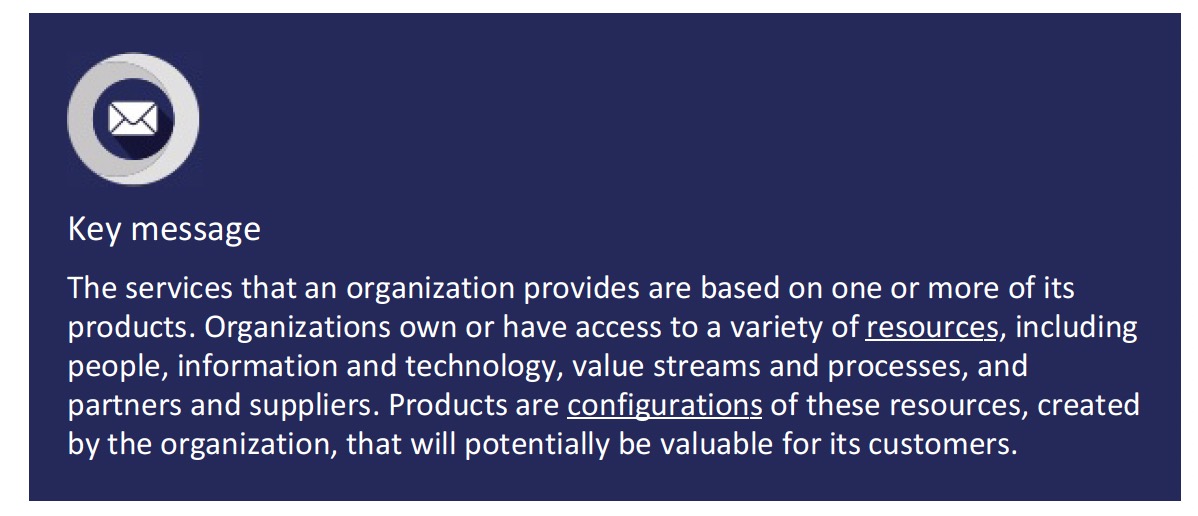 Key message
The services that an organization provides are based on one or more of its
products. Organizations own or have access to a variety of resources, including
people, information and technology, value streams and processes, and
partners and suppliers. Products are configurations of these resources, created
by the organization, that will potentially be valuable for its customers.